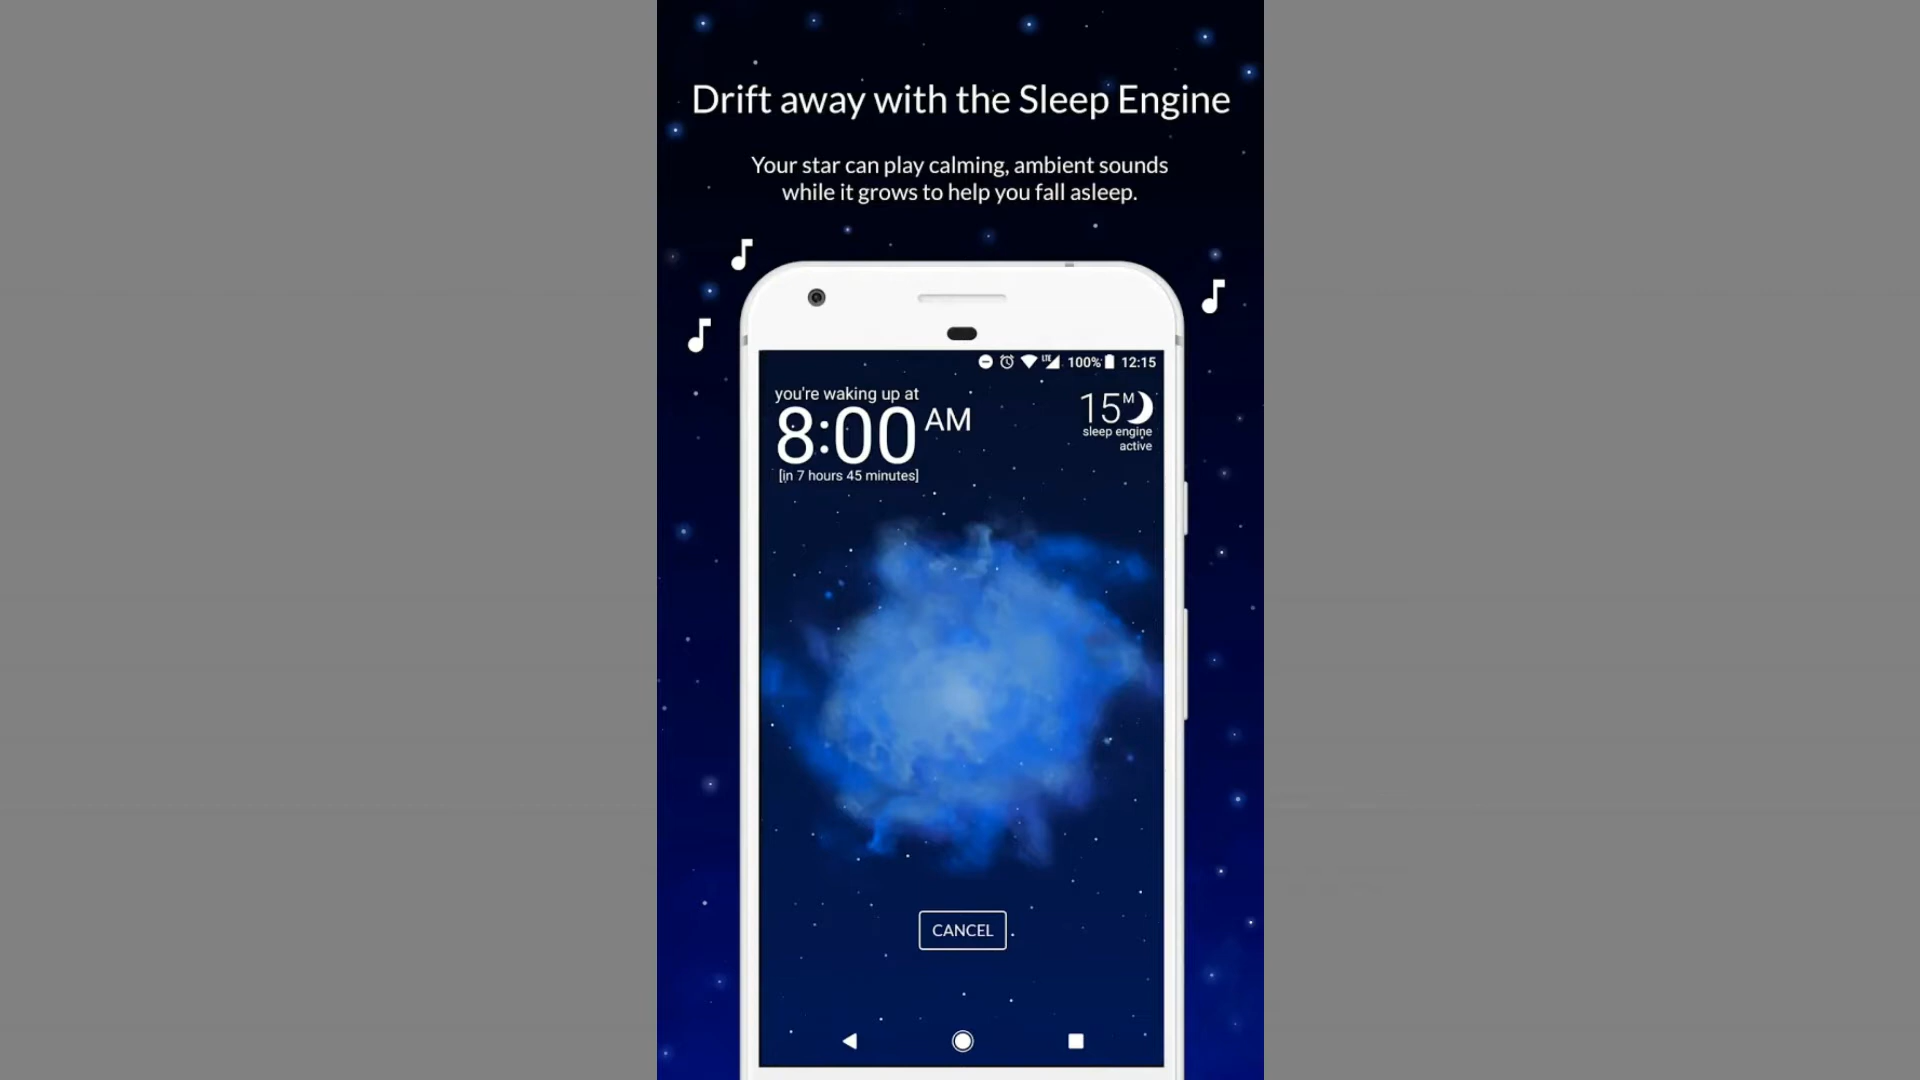 Drift away with the Sleep Engine
Your star can play calming, ambient sounds
while it grows to help you fall asleep.
LTE 100% 12:15
you're waking up at
8:00 AM
[in 7 hours 45 minutes]
15 M
sleep engine
active
CANCEL